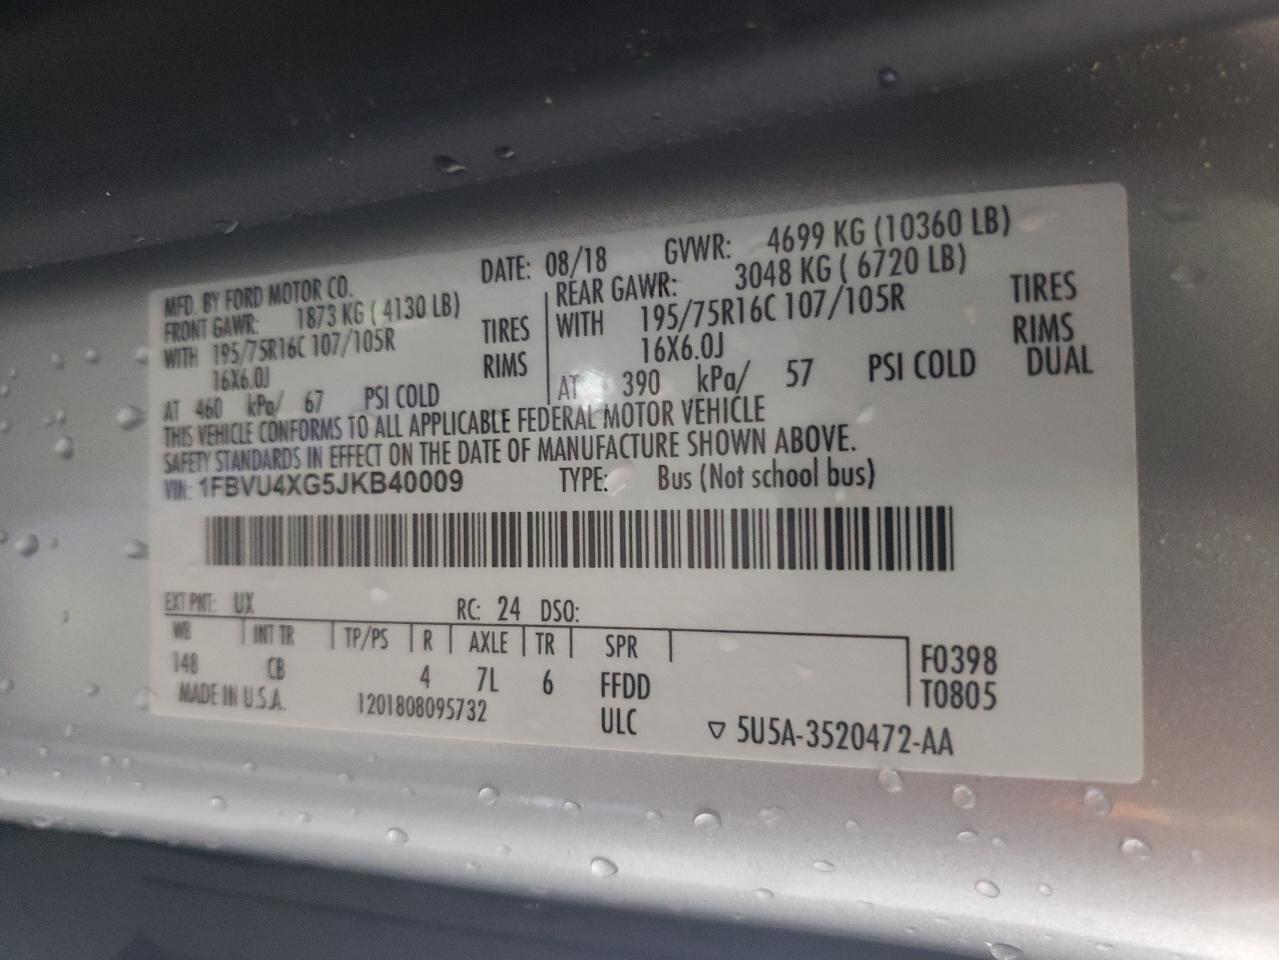 MFD. BY FORD MOTOR CO. DATE: 08/18 GVWR: 4699 KG (10360 LB)
FRONT GAWR: 1873 KG ( 4130 LB) REAR GAWR: 3048 KG ( 6720 LB)
WITH 195/75R16C 107/105R TIRES WITH 195/75R16C 107/105R TIRES
16X6.0J RIMS 16X6.0J RIMS
AT 460 kPa/ 67 PSI COLD AT 390 kPa/ 57 PSI COLD DUAL
THIS VEHICLE CONFORMS TO ALL APPLICABLE FEDERAL MOTOR VEHICLE
SAFETY STANDARDS IN EFFECT ON THE DATE OF MANUFACTURE SHOWN ABOVE.
VIN: 1FBVU4XG5JKB40009 TYPE: Bus (Not school bus)
EXT PNT: UX RC: 24 DSO:
WB INT TR TP/PS R AXLE TR SPR F0398
148 CB 4 7L 6 FFDD T0805
MADE IN U.S.A. 1201808095732 ULC ▽ 5U5A-3520472-AA